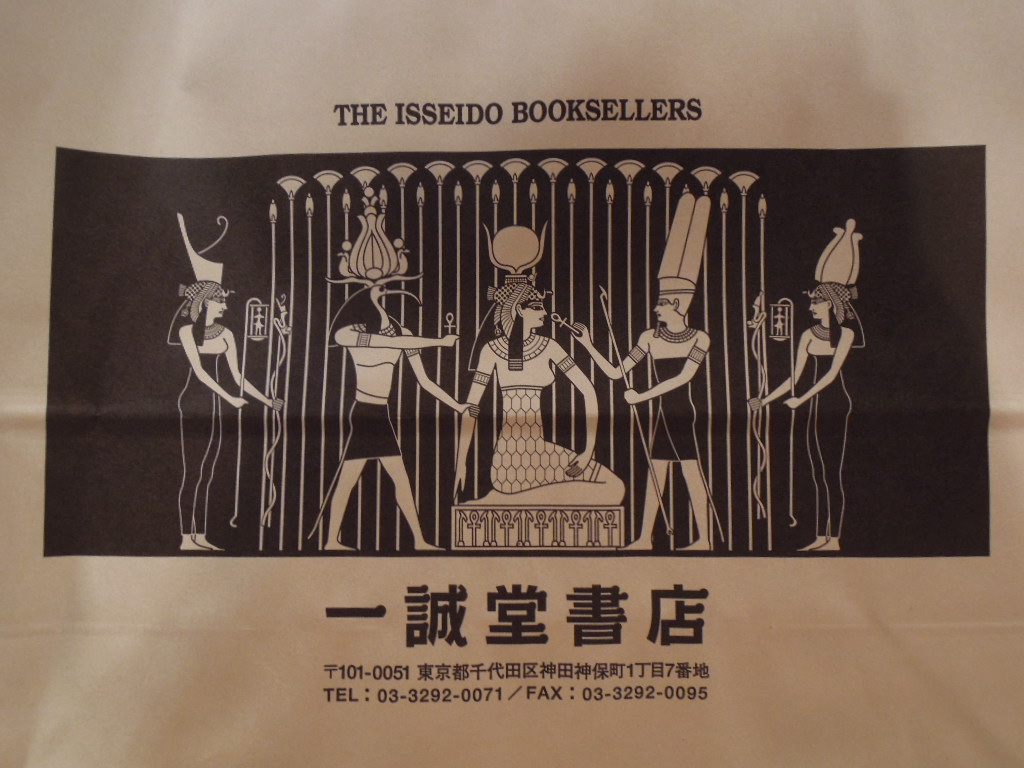 THE ISSEIDO BOOKSELLERS
一誠堂書店
〒101-0051 東京都千代田区神田神保町1丁目7番地
TEL：03-3292-0071／FAX：03-3292-0095